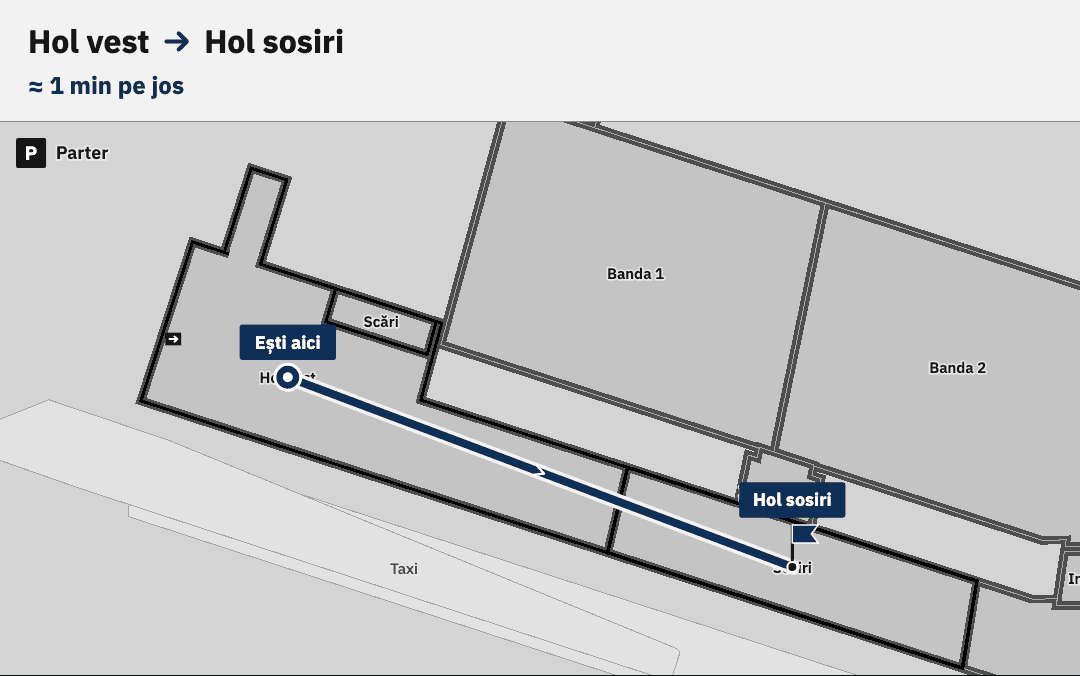 Hol vest → Hol sosiri
≈ 1 min pe jos
P Parter
Banda 1
Scări
Ești aici
Banda 2
Hol sosiri
Taxi